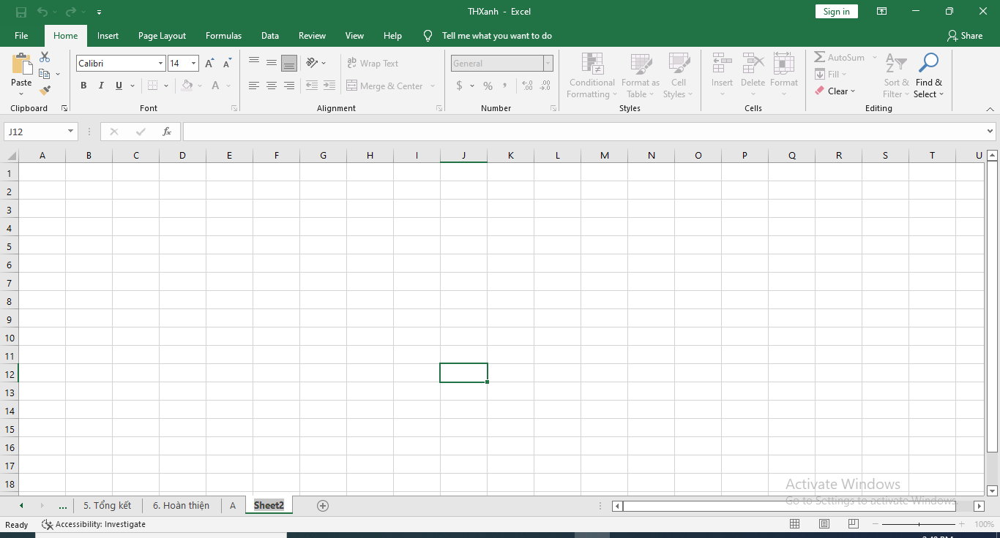 THXanh - Excel
Sign in
File Home Insert Page Layout Formulas Data Review View Help Tell me what you want to do Share
Paste
Clipboard
Calibri 14
B I U
A
Font
Wrap Text
Merge & Center
Alignment
General
$ % ,
Number
Conditional Formatting
Format as Table
Cell Styles
Styles
Insert Delete Format
Cells
AutoSum
Fill
Clear
Sort & Filter
Find & Select
Editing
J12
fx
A B C D E F G H I J K L M N O P Q R S T U
1
2
3
4
5
6
7
8
9
10
11
12
13
14
15
16
17
18
Activate Windows
Go to Settings to activate Windows.
... 5. Tổng kết 6. Hoàn thiện A Sheet2
Ready Accessibility: Investigate 100%